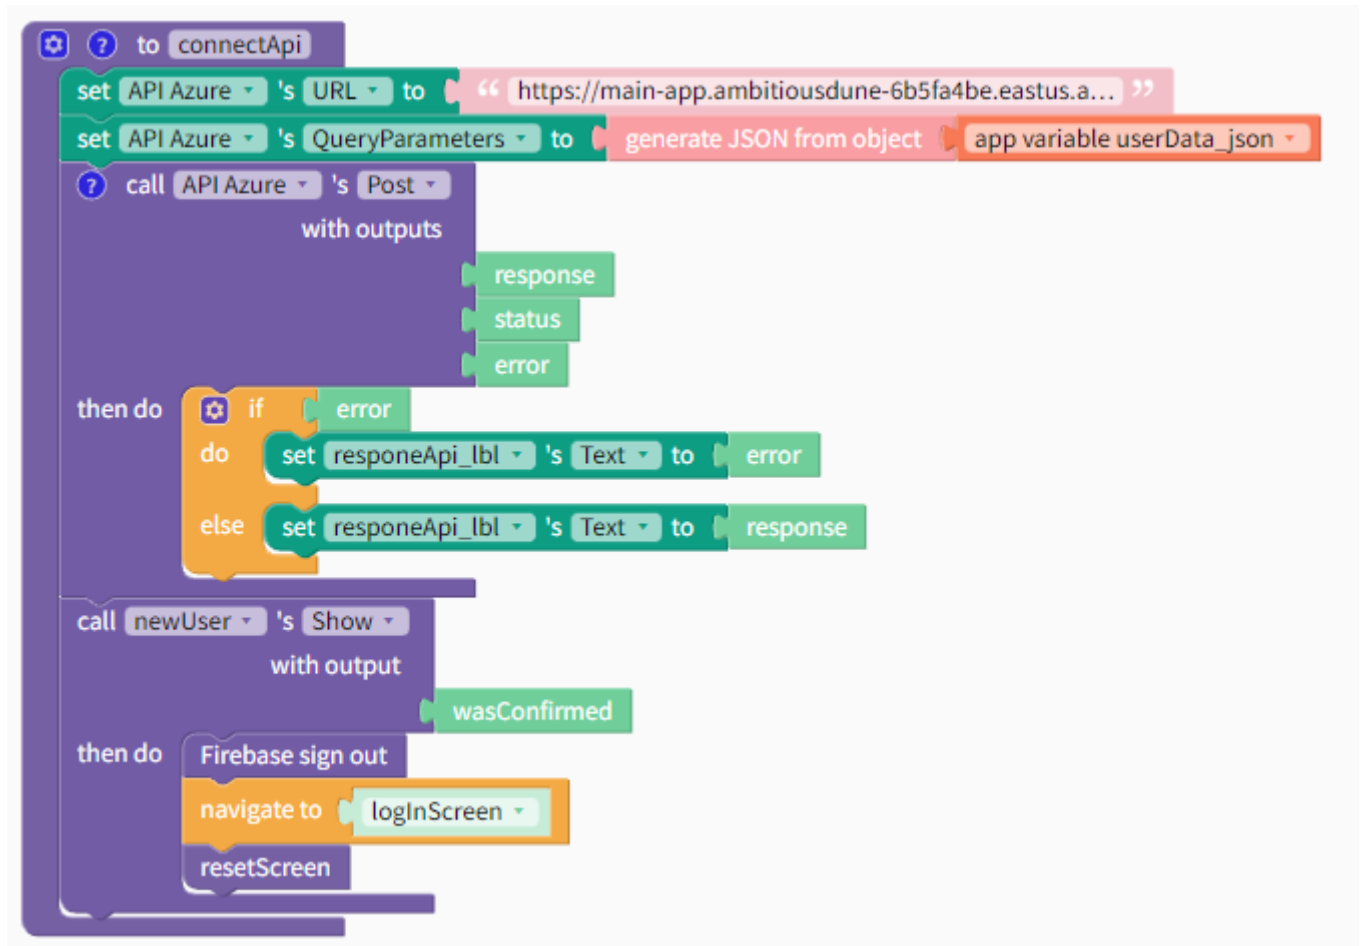 ? to connectApi
set API Azure 's URL to “ https://main-app.ambitiousdune-6b5fa4be.eastus.a... ”
set API Azure 's QueryParameters to generate JSON from object app variable userData_json
? call API Azure 's Post
with outputs
response
status
error
then do if error
do set responeApi_lbl 's Text to error
else set responeApi_lbl 's Text to response
call newUser 's Show
with output
wasConfirmed
then do Firebase sign out
navigate to logInScreen
resetScreen